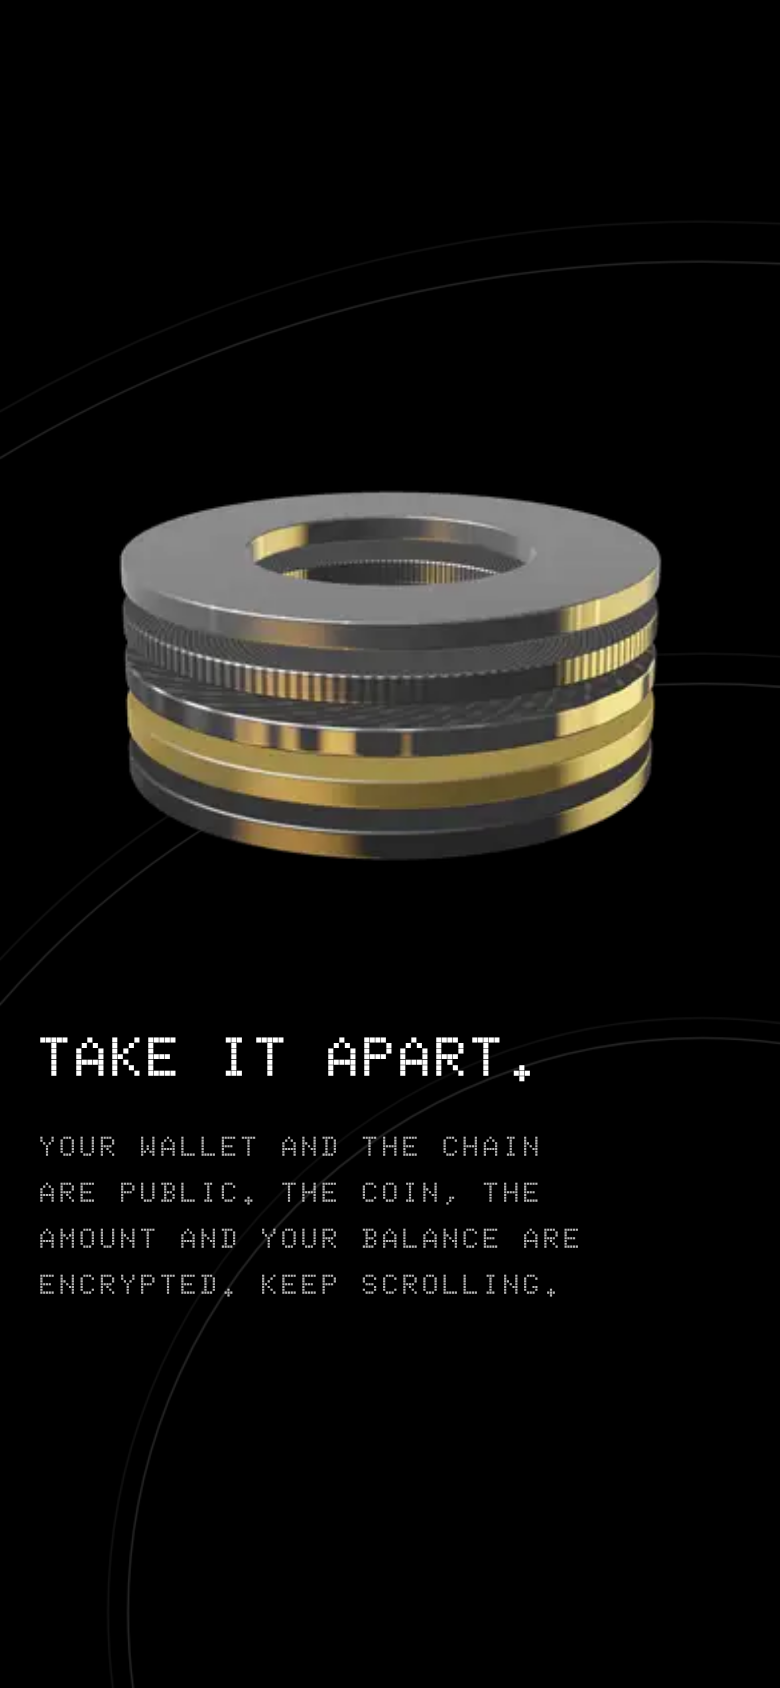 TAKE IT APART.
YOUR WALLET AND THE CHAIN
ARE PUBLIC. THE COIN, THE
AMOUNT AND YOUR BALANCE ARE
ENCRYPTED. KEEP SCROLLING.